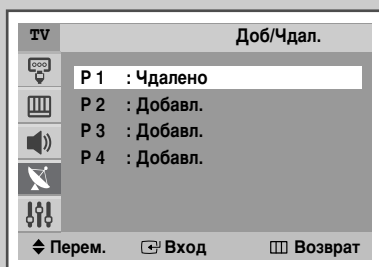 TV Доб/Чдал.
P 1 : Чдалено
P 2 : Добавл.
P 3 : Добавл.
P 4 : Добавл.
Перем. Вход Возврат